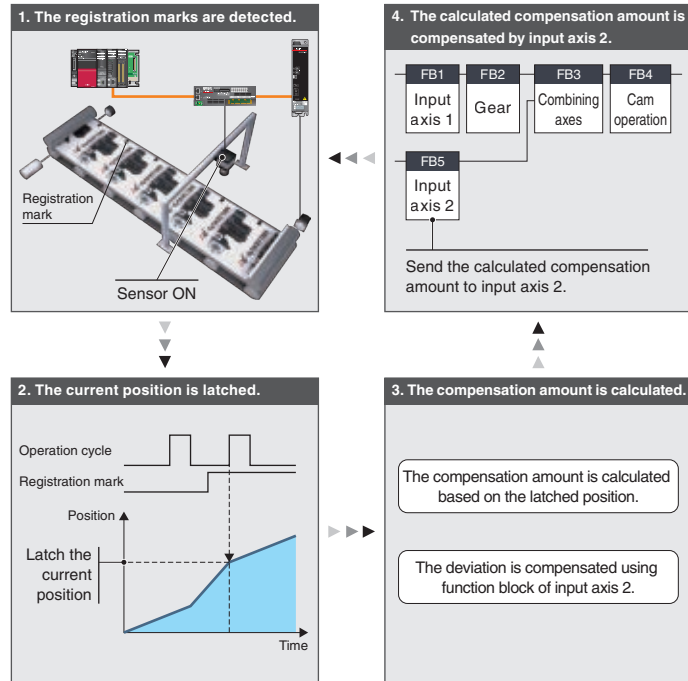 1. The registration marks are detected.
Registration
mark
Sensor ON
2. The current position is latched.
Operation cycle
Registration mark
Position
Latch the
current
position
Time
3. The compensation amount is calculated.
The compensation amount is calculated
based on the latched position.
The deviation is compensated using
function block of input axis 2.
4. The calculated compensation amount is
compensated by input axis 2.
FB1 FB2 FB3 FB4
Input
axis 1
Gear
Combining
axes
Cam
operation
FB5
Input
axis 2
Send the calculated compensation
amount to input axis 2.